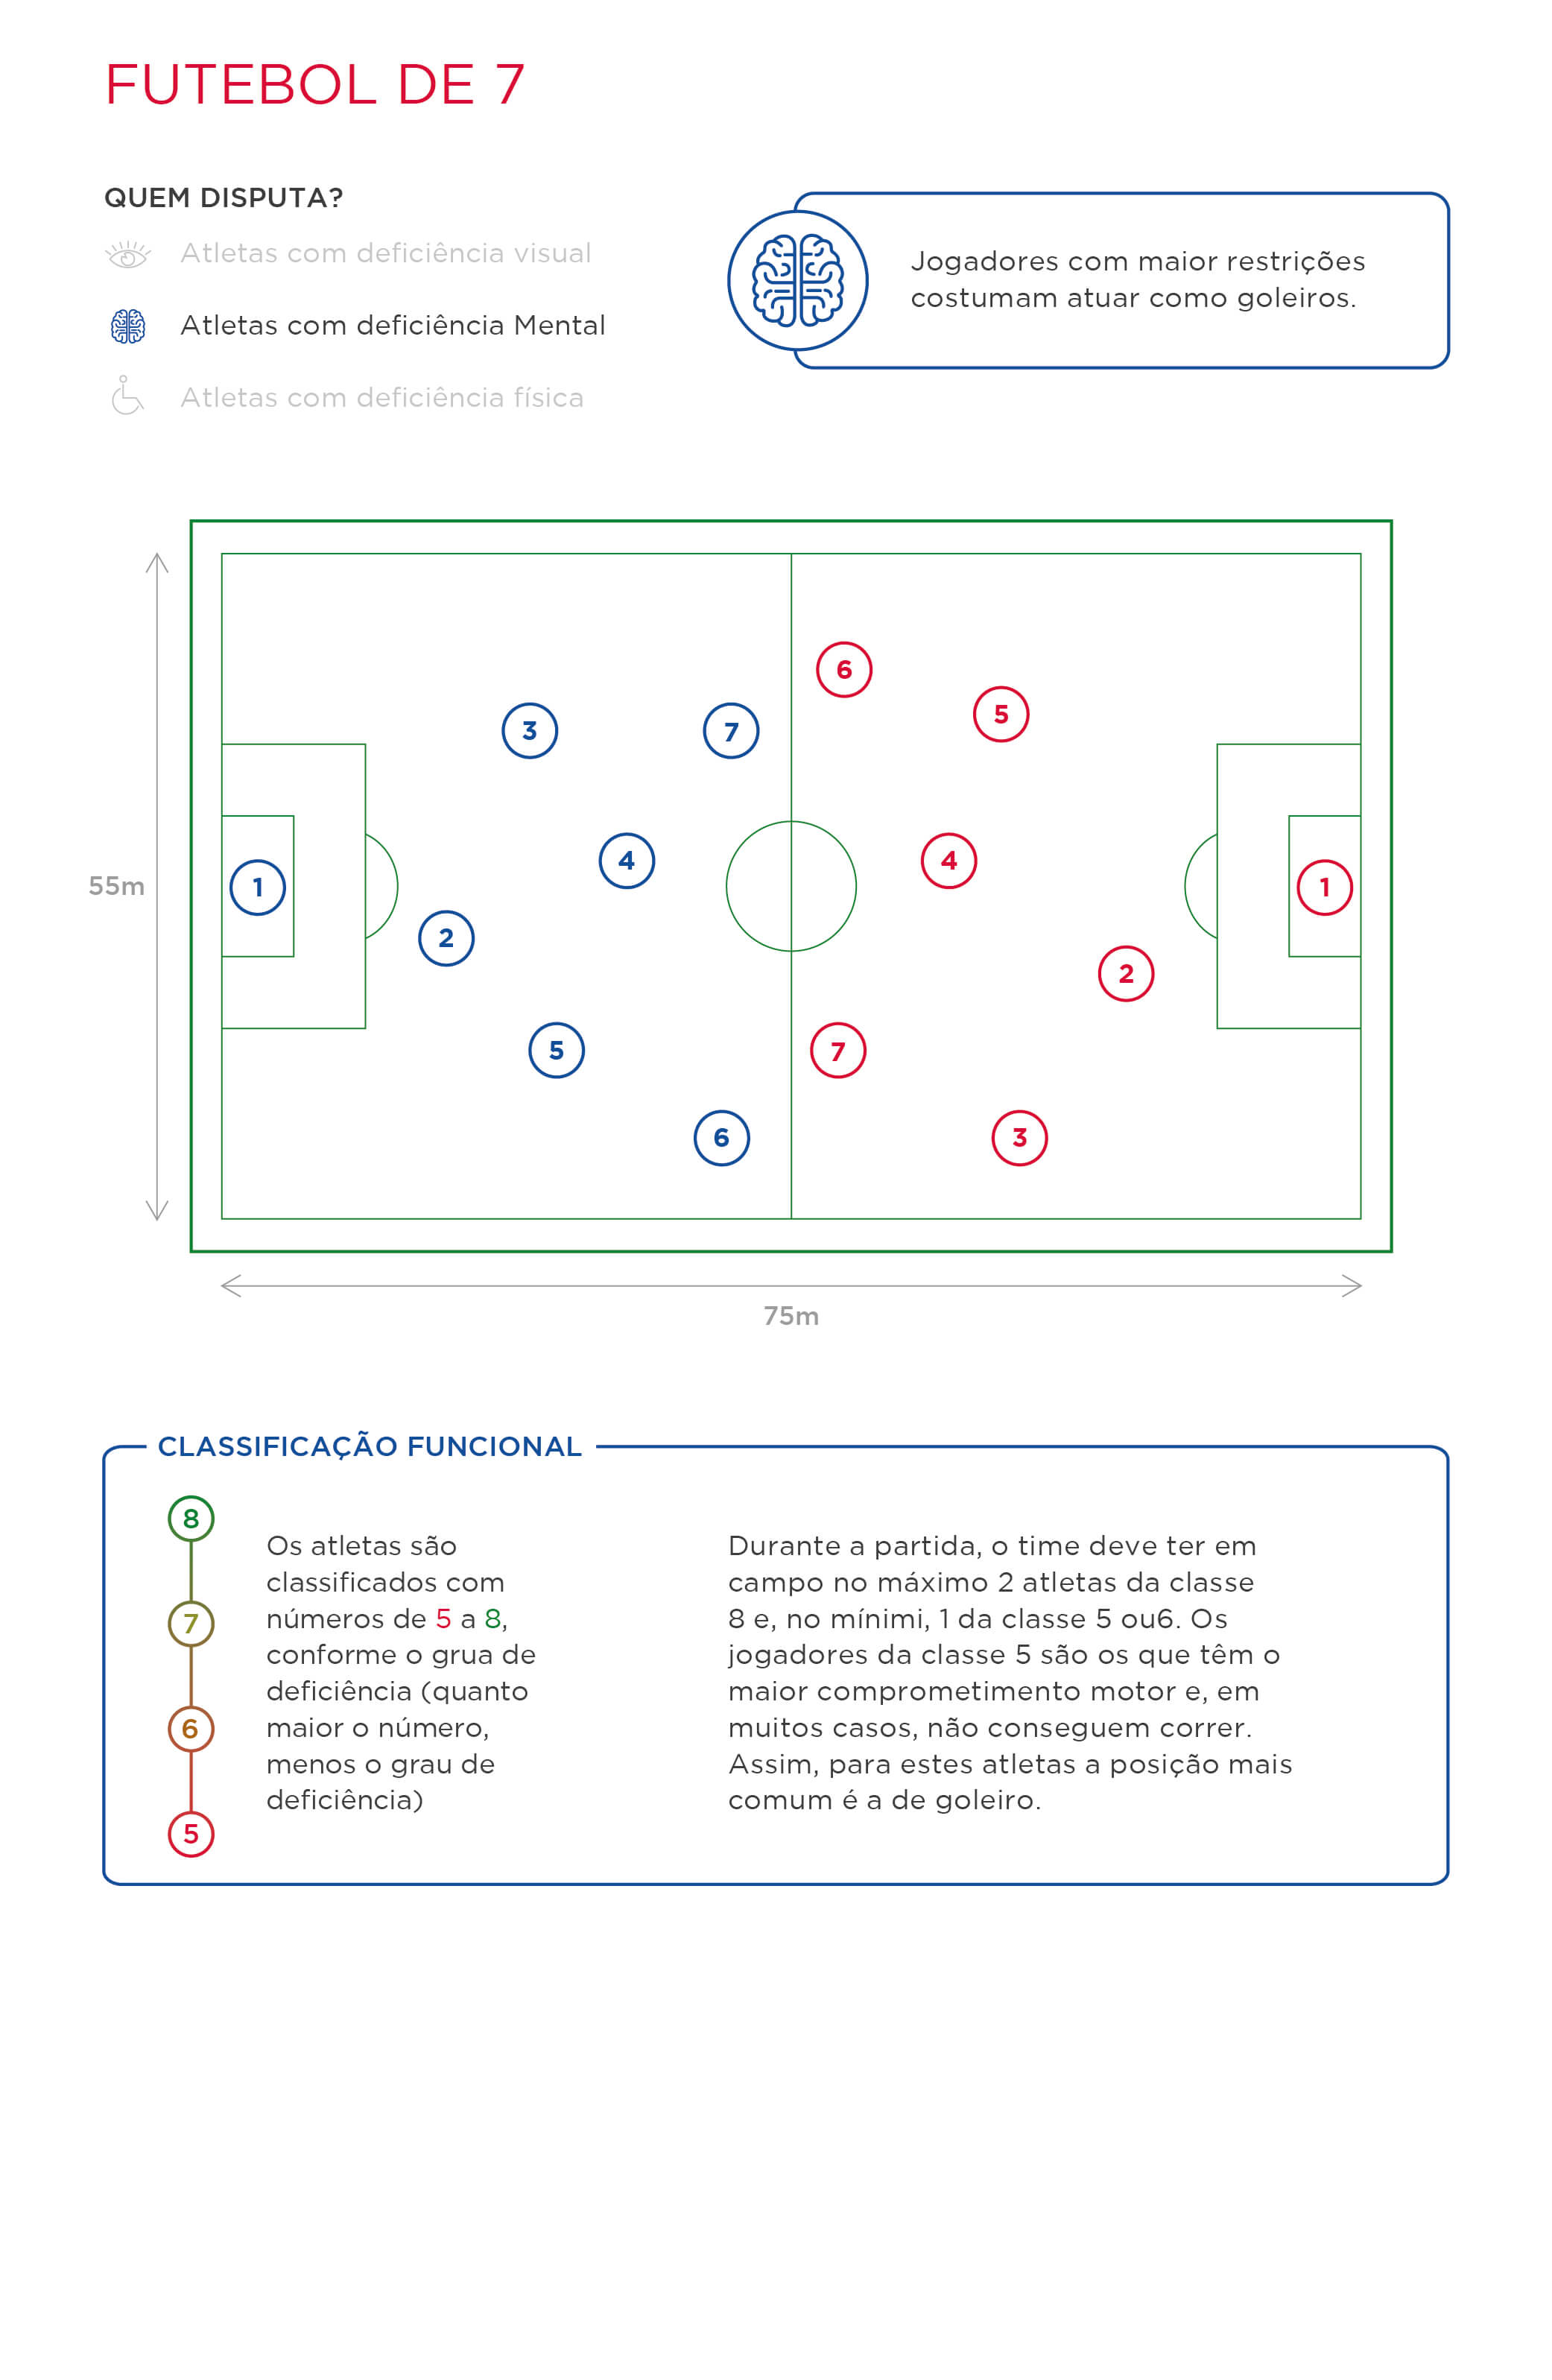 FUTEBOL DE 7
QUEM DISPUTA?
Atletas com deficiência visual
Atletas com deficiência Mental
Atletas com deficiência física
Jogadores com maior restrições
costumam atuar como goleiros.
6
5
3
7
4
4
55m
1
1
2
2
5
7
6
3
75m
CLASSIFICAÇÃO FUNCIONAL
8
7
6
5
Os atletas são
classificados com
números de 5 a 8,
conforme o grua de
deficiência (quanto
maior o número,
menos o grau de
deficiência)
Durante a partida, o time deve ter em
campo no máximo 2 atletas da classe
8 e, no mínimi, 1 da classe 5 ou6. Os
jogadores da classe 5 são os que têm o
maior comprometimento motor e, em
muitos casos, não conseguem correr.
Assim, para estes atletas a posição mais
comum é a de goleiro.